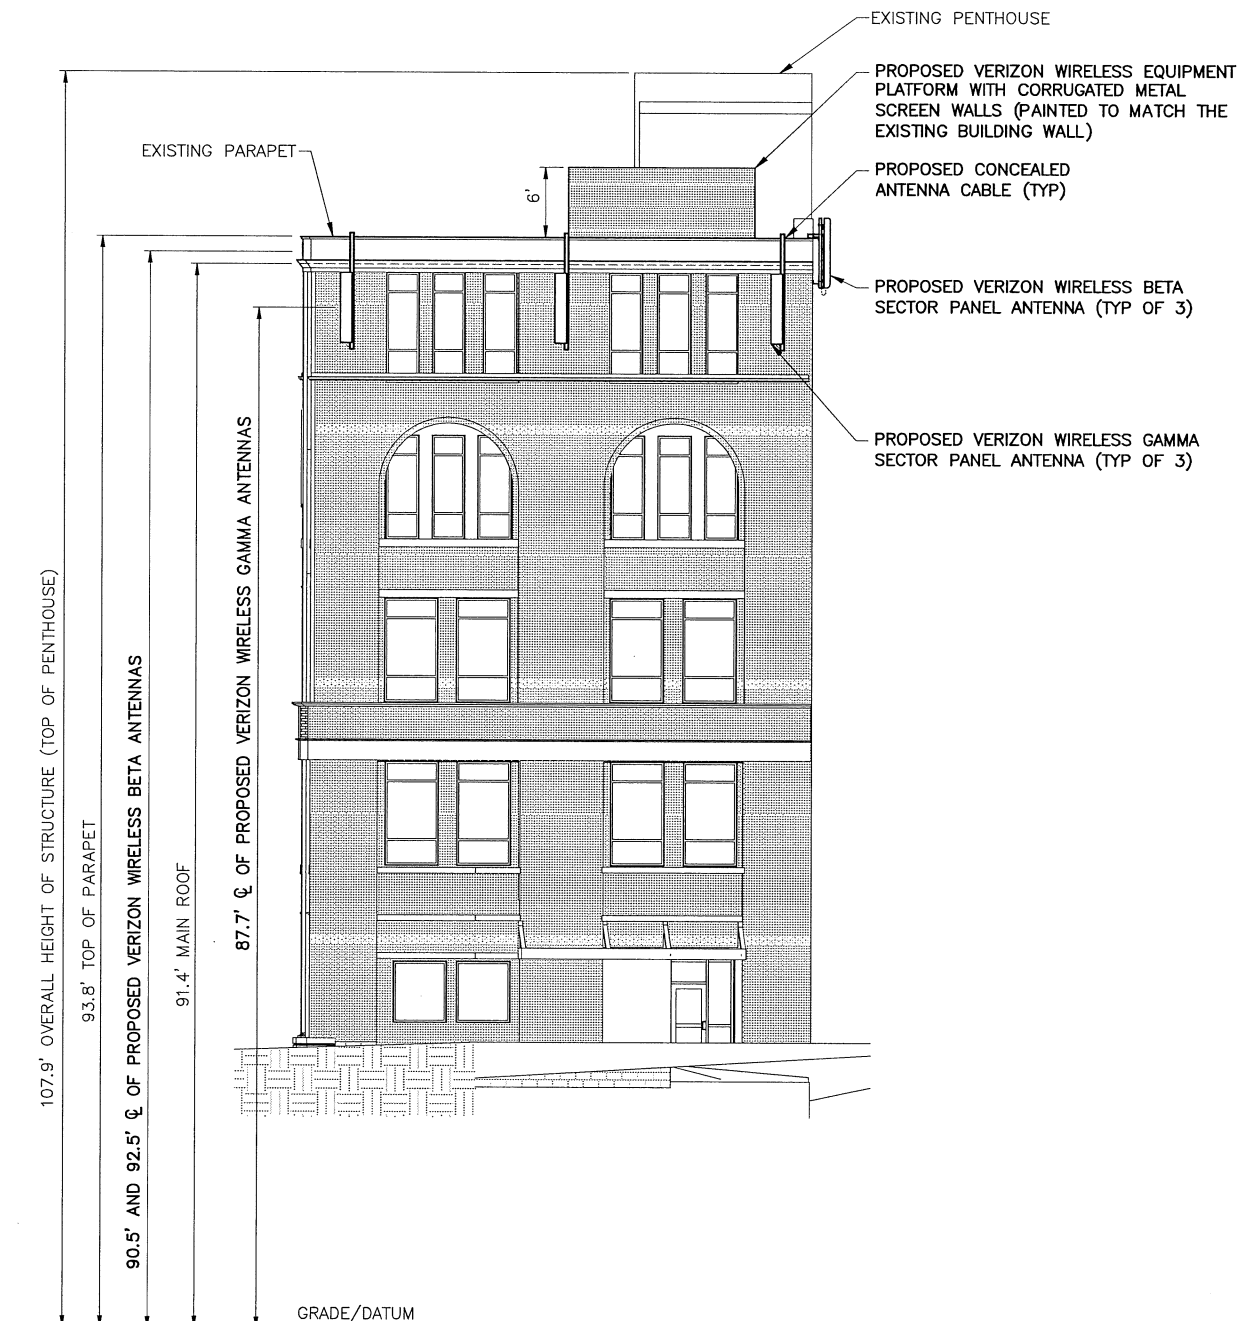 EXISTING PENTHOUSE
PROPOSED VERIZON WIRELESS EQUIPMENT
PLATFORM WITH CORRUGATED METAL
SCREEN WALLS (PAINTED TO MATCH THE
EXISTING BUILDING WALL)
EXISTING PARAPET
PROPOSED CONCEALED
ANTENNA CABLE (TYP)
6'
PROPOSED VERIZON WIRELESS BETA
SECTOR PANEL ANTENNA (TYP OF 3)
PROPOSED VERIZON WIRELESS GAMMA
SECTOR PANEL ANTENNA (TYP OF 3)
107.9' OVERALL HEIGHT OF STRUCTURE (TOP OF PENTHOUSE)
93.8' TOP OF PARAPET
90.5' AND 92.5' ℄ OF PROPOSED VERIZON WIRELESS BETA ANTENNAS
91.4' MAIN ROOF
87.7' ℄ OF PROPOSED VERIZON WIRELESS GAMMA ANTENNAS
GRADE/DATUM